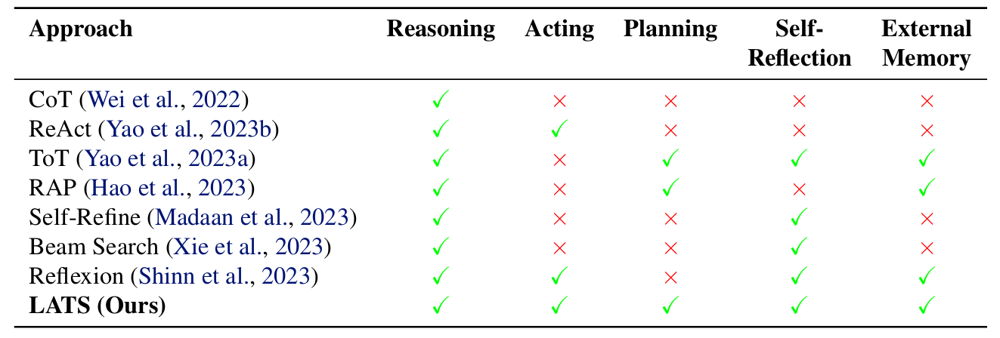 Approach Reasoning Acting Planning Self- External
Reflection Memory
CoT (Wei et al., 2022) ✓ × × × ×
ReAct (Yao et al., 2023b) ✓ ✓ × × ×
ToT (Yao et al., 2023a) ✓ × ✓ ✓ ✓
RAP (Hao et al., 2023) ✓ × ✓ × ✓
Self-Refine (Madaan et al., 2023) ✓ × × ✓ ×
Beam Search (Xie et al., 2023) ✓ × × ✓ ×
Reflexion (Shinn et al., 2023) ✓ ✓ × ✓ ✓
LATS (Ours) ✓ ✓ ✓ ✓ ✓